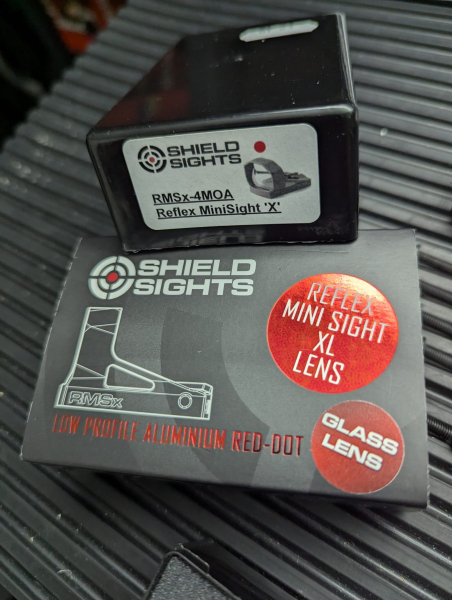 SHIELD
SIGHTS
RMSx-4MOA
Reflex MiniSight 'X'
SHIELD
SIGHTS
REFLEX
MINI SIGHT
XL
LENS
RMSx
LOW PROFILE ALUMINIUM RED-DOT
GLASS
LENS